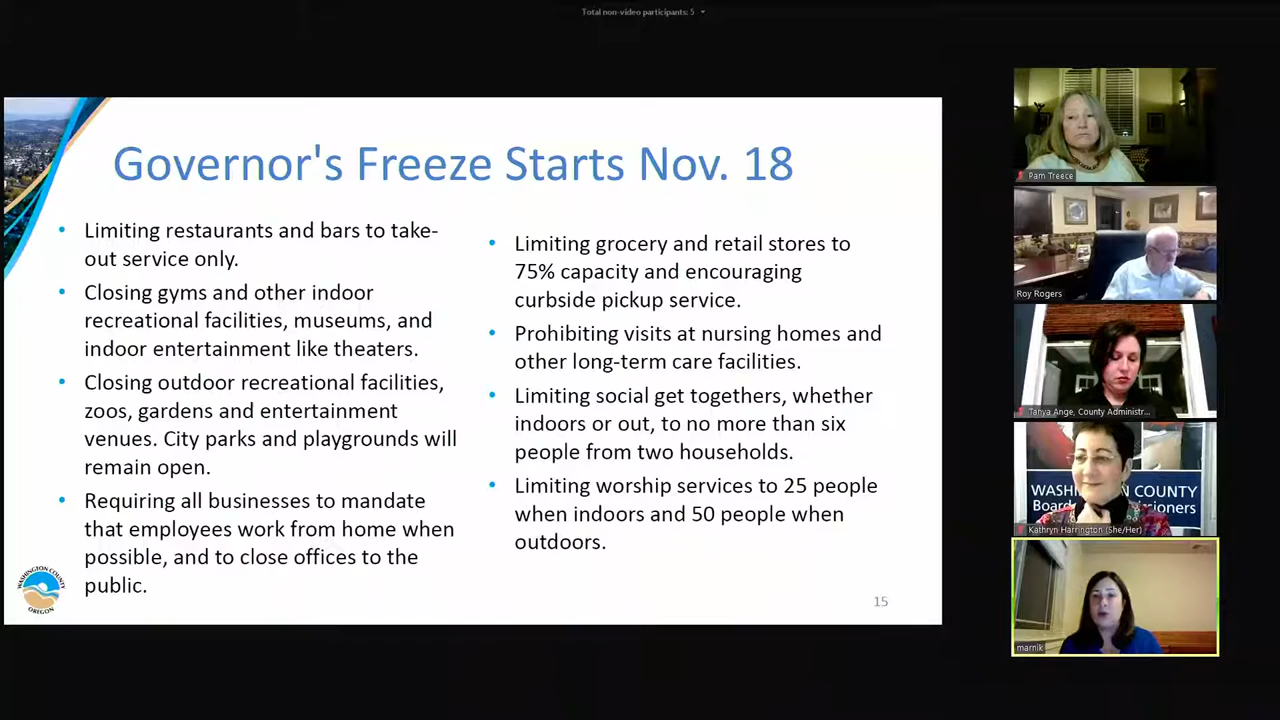 Total non-video participants: 5
Governor's Freeze Starts Nov. 18
• Limiting restaurants and bars to take-
out service only.
• Closing gyms and other indoor
recreational facilities, museums, and
indoor entertainment like theaters.
• Closing outdoor recreational facilities,
zoos, gardens and entertainment
venues. City parks and playgrounds will
remain open.
• Requiring all businesses to mandate
that employees work from home when
possible, and to close offices to the
public.
• Limiting grocery and retail stores to
75% capacity and encouraging
curbside pickup service.
• Prohibiting visits at nursing homes and
other long-term care facilities.
• Limiting social get togethers, whether
indoors or out, to no more than six
people from two households.
• Limiting worship services to 25 people
when indoors and 50 people when
outdoors.
WASHINGTON COUNTY
OREGON
15
Pam Treece
Roy Rogers
Tanya Ange, County Administr...
WASH COUNTY
Board
Kathryn Harrington (She/Her)
marnik